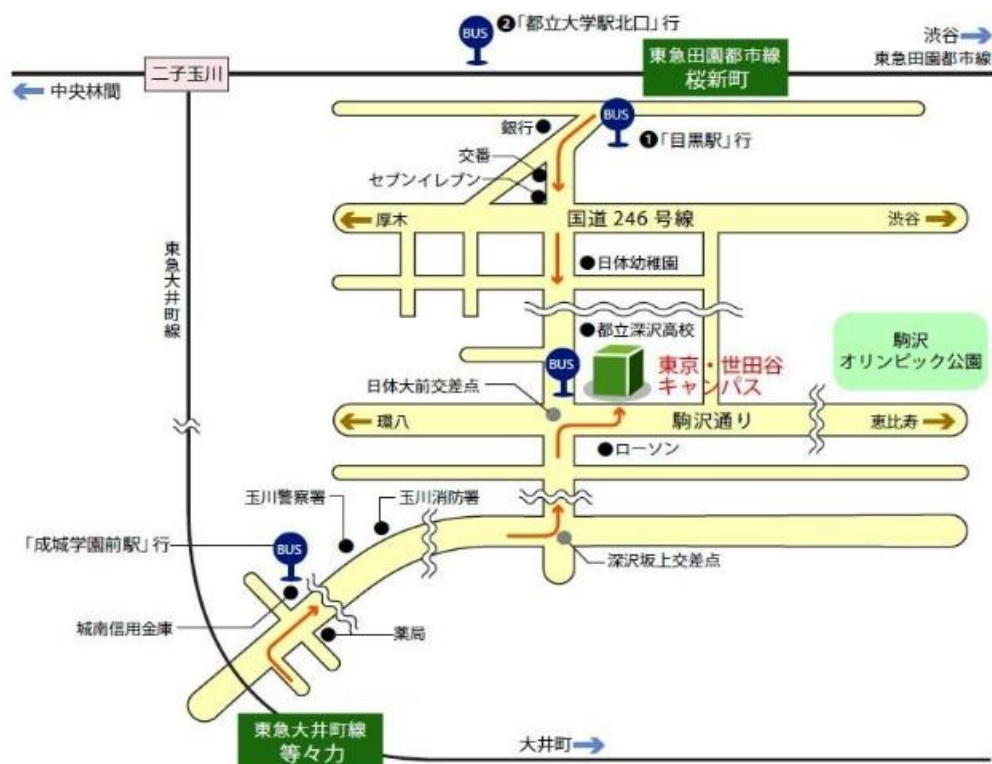 BUS
❷「都立大学駅北口」行
渋谷
東急田園都市線
東急田園都市線
桜新町
二子玉川
中央林間
銀行
BUS
❶「目黒駅」行
交番
セブンイレブン
厚木
国道246号線
渋谷
東急大井町線
日体幼稚園
都立深沢高校
駒沢
オリンピック公園
BUS
東京・世田谷
キャンパス
日体大前交差点
環八
駒沢通り
恵比寿
ローソン
玉川警察署
玉川消防署
「成城学園前駅」行
BUS
深沢坂上交差点
城南信用金庫
薬局
東急大井町線
等々力
大井町